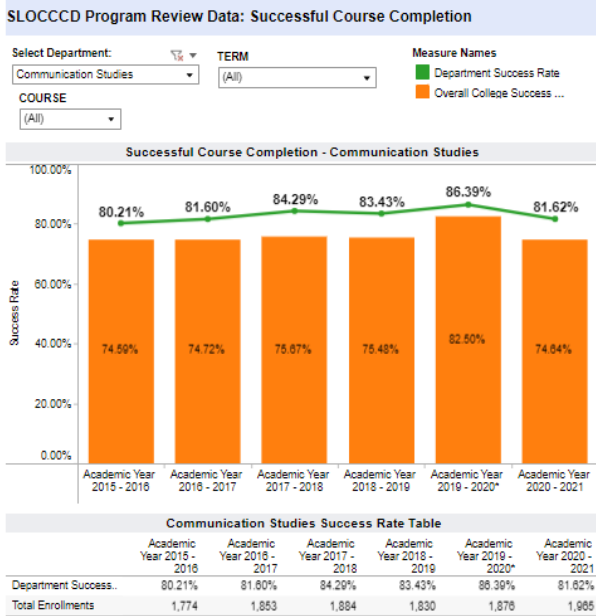 SLOCCCD Program Review Data: Successful Course Completion
Select Department:
Communication Studies
TERM
(All)
Measure Names
Department Success Rate
Overall College Success ...
COURSE
(All)
Successful Course Completion - Communication Studies
100.00%
80.00%
60.00%
40.00%
20.00%
0.00%
Success Rate
80.21% 81.60% 84.29% 83.43% 86.39% 81.62%
74.59% 74.72% 75.67% 75.48% 82.50% 74.64%
Academic Year Academic Year Academic Year Academic Year Academic Year Academic Year
2015 - 2016 2016 - 2017 2017 - 2018 2018 - 2019 2019 - 2020* 2020 - 2021
Communication Studies Success Rate Table
Academic Academic Academic Academic Academic Academic
Year 2015 - Year 2016 - Year 2017 - Year 2018 - Year 2019 - Year 2020 -
2016 2017 2018 2019 2020* 2021
Department Success.. 80.21% 81.60% 84.29% 83.43% 86.39% 81.62%
Total Enrollments 1,774 1,853 1,884 1,830 1,876 1,965